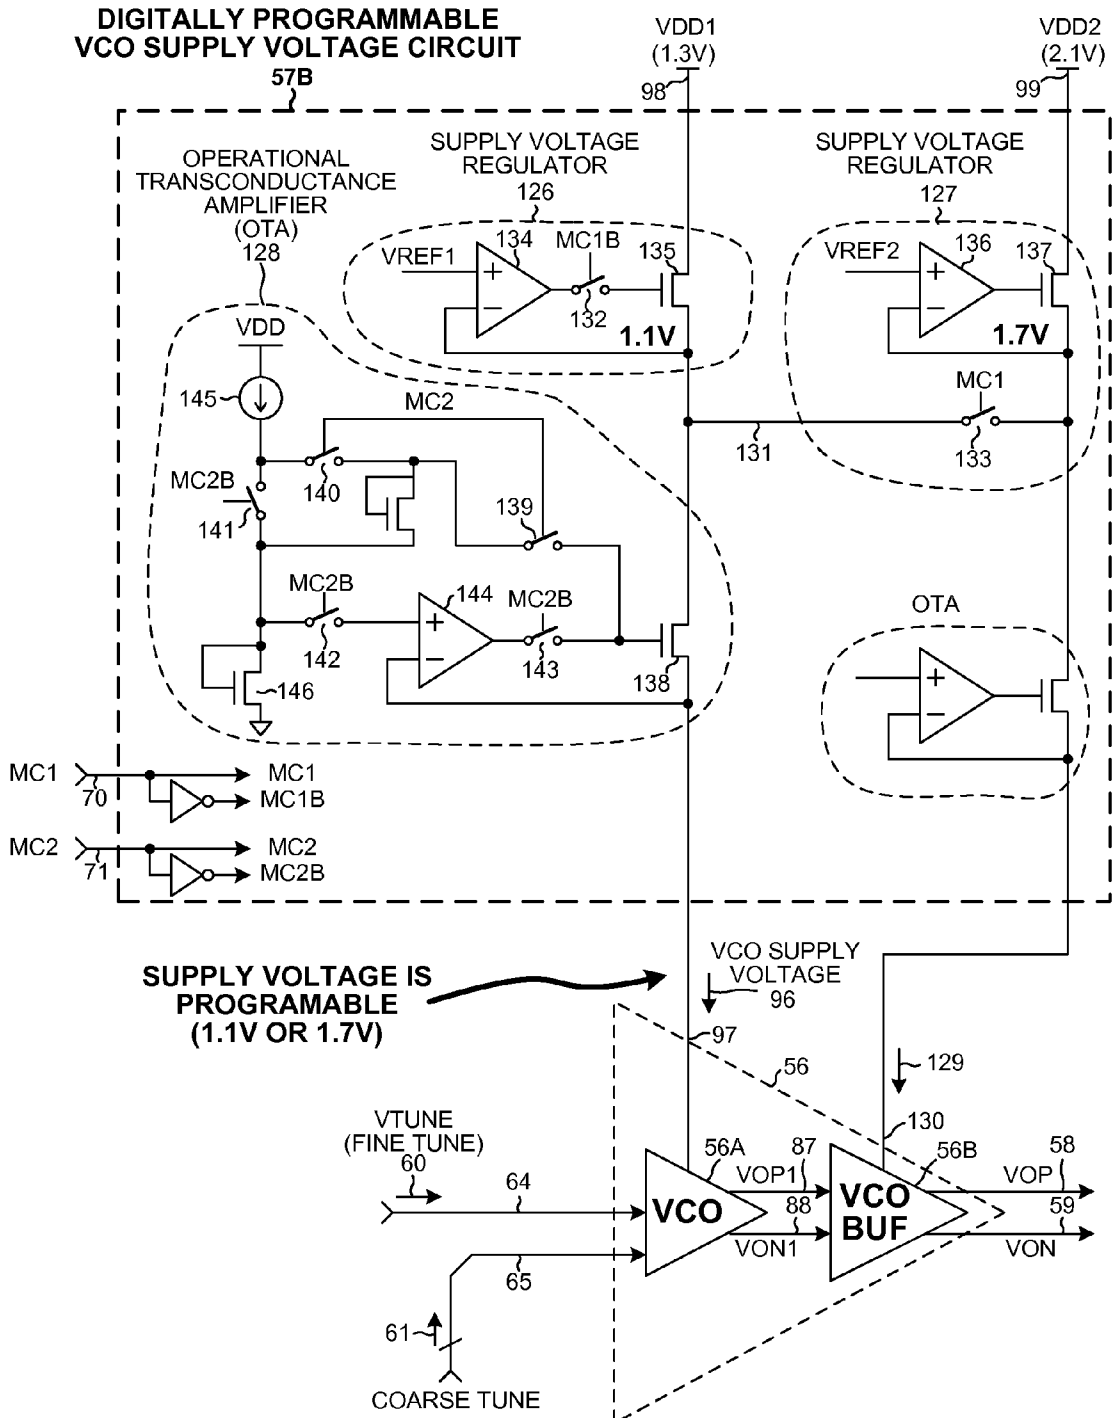 DIGITALLY PROGRAMMABLE
VCO SUPPLY VOLTAGE CIRCUIT
57B
VDD1
(1.3V)
98
VDD2
(2.1V)
99
OPERATIONAL
TRANSCONDUCTANCE
AMPLIFIER
(OTA)
128
SUPPLY VOLTAGE
REGULATOR
126
SUPPLY VOLTAGE
REGULATOR
127
VREF1
+
−
134
MC1B
132
135
1.1V
VREF2
+
−
136
137
1.7V
VDD
145
MC2
MC1
131
133
MC2B
141
140
139
MC2B
142
144
+
−
MC2B
143
138
146
OTA
+
−
MC1
70
MC1
MC1B
MC2
71
MC2
MC2B
SUPPLY VOLTAGE IS
PROGRAMABLE
(1.1V OR 1.7V)
VCO SUPPLY
VOLTAGE
96
97
56
129
130
VTUNE
(FINE TUNE)
60
64
65
61
COARSE TUNE
56A
VCO
VOP1
87
88
VON1
56B
VCO
BUF
58
VOP
59
VON